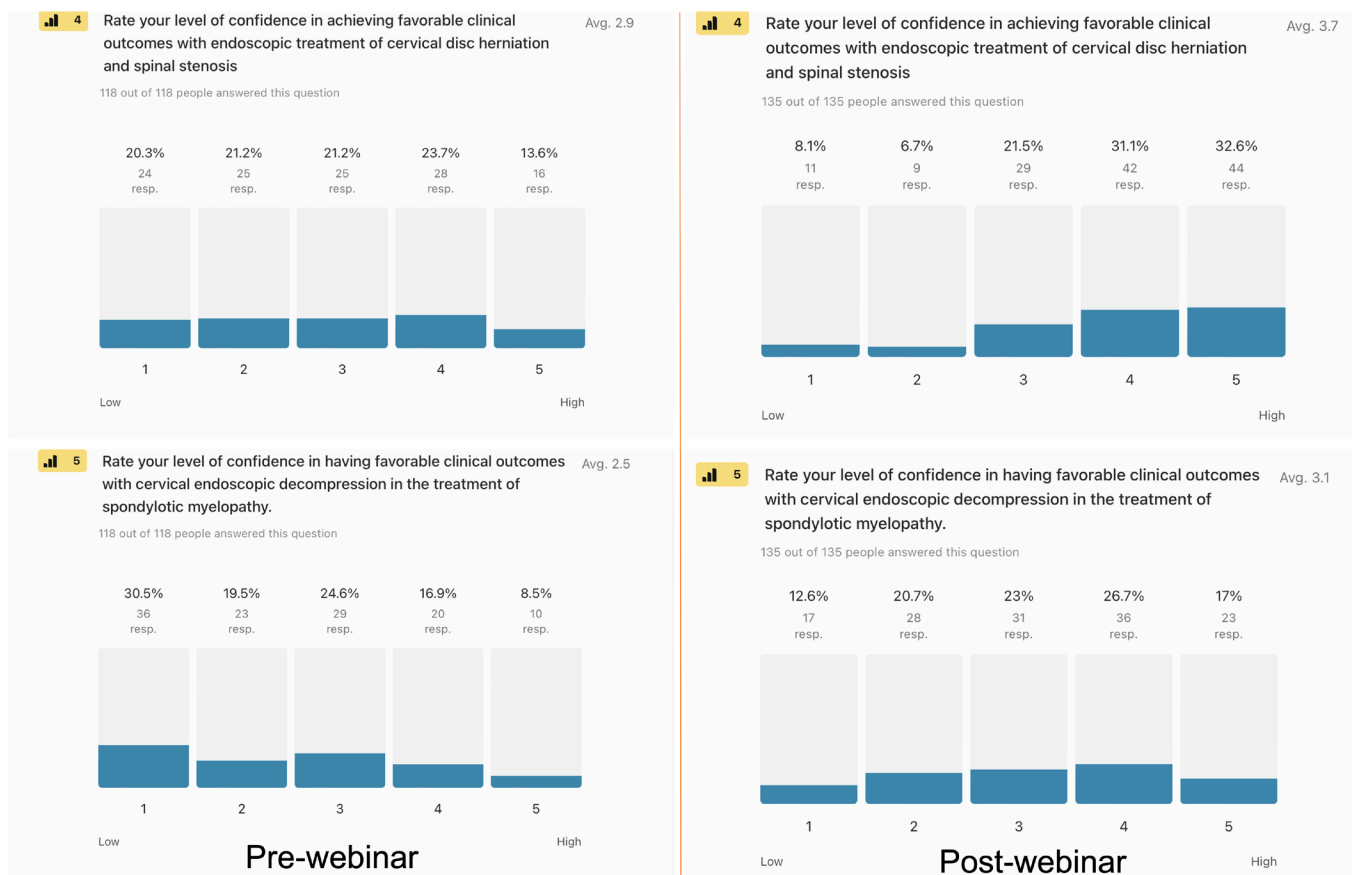 4
Rate your level of confidence in achieving favorable clinical
outcomes with endoscopic treatment of cervical disc herniation
and spinal stenosis
Avg. 2.9
118 out of 118 people answered this question
20.3% 21.2% 21.2% 23.7% 13.6%
24 25 25 28 16
resp. resp. resp. resp. resp.
1 2 3 4 5
Low High
5
Rate your level of confidence in having favorable clinical outcomes
with cervical endoscopic decompression in the treatment of
spondylotic myelopathy.
Avg. 2.5
118 out of 118 people answered this question
30.5% 19.5% 24.6% 16.9% 8.5%
36 23 29 20 10
resp. resp. resp. resp. resp.
1 2 3 4 5
Low High
Pre-webinar
4
Rate your level of confidence in achieving favorable clinical
outcomes with endoscopic treatment of cervical disc herniation
and spinal stenosis
Avg. 3.7
135 out of 135 people answered this question
8.1% 6.7% 21.5% 31.1% 32.6%
11 9 29 42 44
resp. resp. resp. resp. resp.
1 2 3 4 5
Low High
5
Rate your level of confidence in having favorable clinical outcomes
with cervical endoscopic decompression in the treatment of
spondylotic myelopathy.
Avg. 3.1
135 out of 135 people answered this question
12.6% 20.7% 23% 26.7% 17%
17 28 31 36 23
resp. resp. resp. resp. resp.
1 2 3 4 5
Low High
Post-webinar